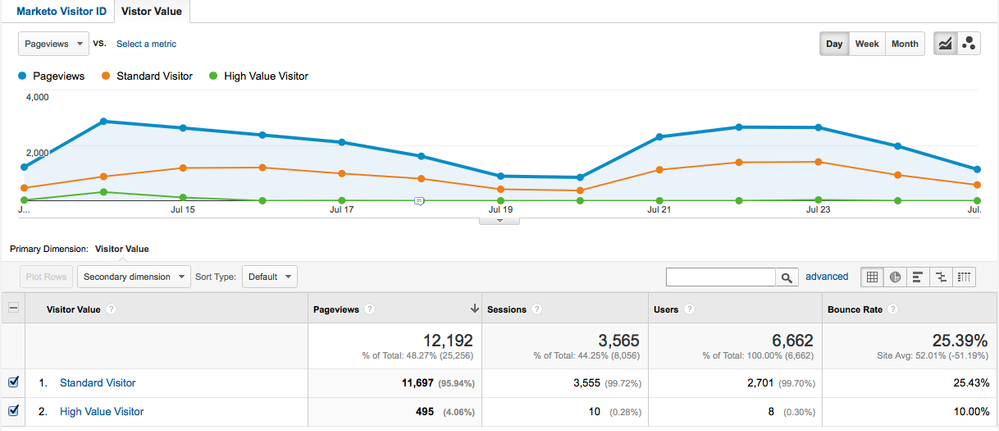 Marketo Visitor ID Vistor Value
Pageviews VS. Select a metric Day Week Month
Pageviews Standard Visitor High Value Visitor
4,000
2,000
J... Jul 15 Jul 17 Jul 19 Jul 21 Jul 23 Jul.
Primary Dimension: Visitor Value
Plot Rows Secondary dimension Sort Type: Default advanced
Visitor Value ? Pageviews ? Sessions ? Users ? Bounce Rate ?
12,192 3,565 6,662 25.39%
% of Total: 48.27% (25,256) % of Total: 44.25% (8,056) % of Total: 100.00% (6,662) Site Avg: 52.01% (-51.19%)
1. Standard Visitor 11,697 (95.94%) 3,555 (99.72%) 2,701 (99.70%) 25.43%
2. High Value Visitor 495 (4.06%) 10 (0.28%) 8 (0.30%) 10.00%